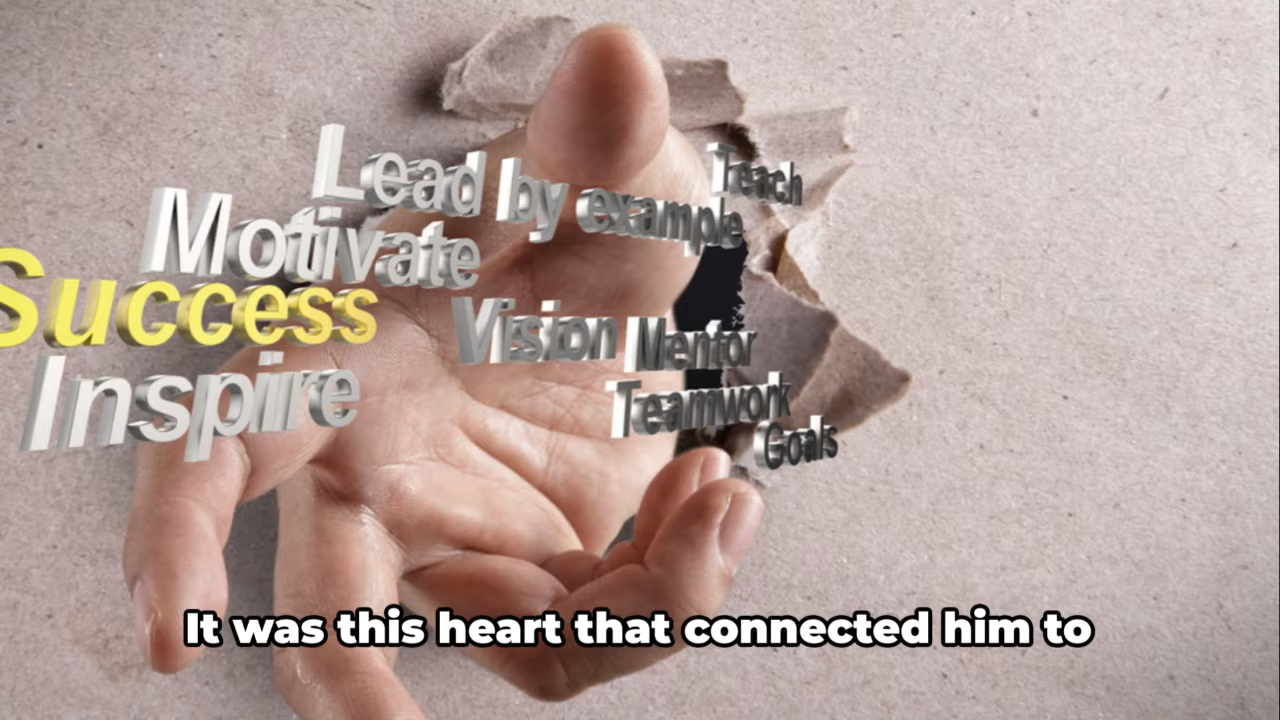 Teach
Lead by example
Motivate
Success
Vision Mentor
Inspire
Teamwork
Goals
It was this heart that connected him to